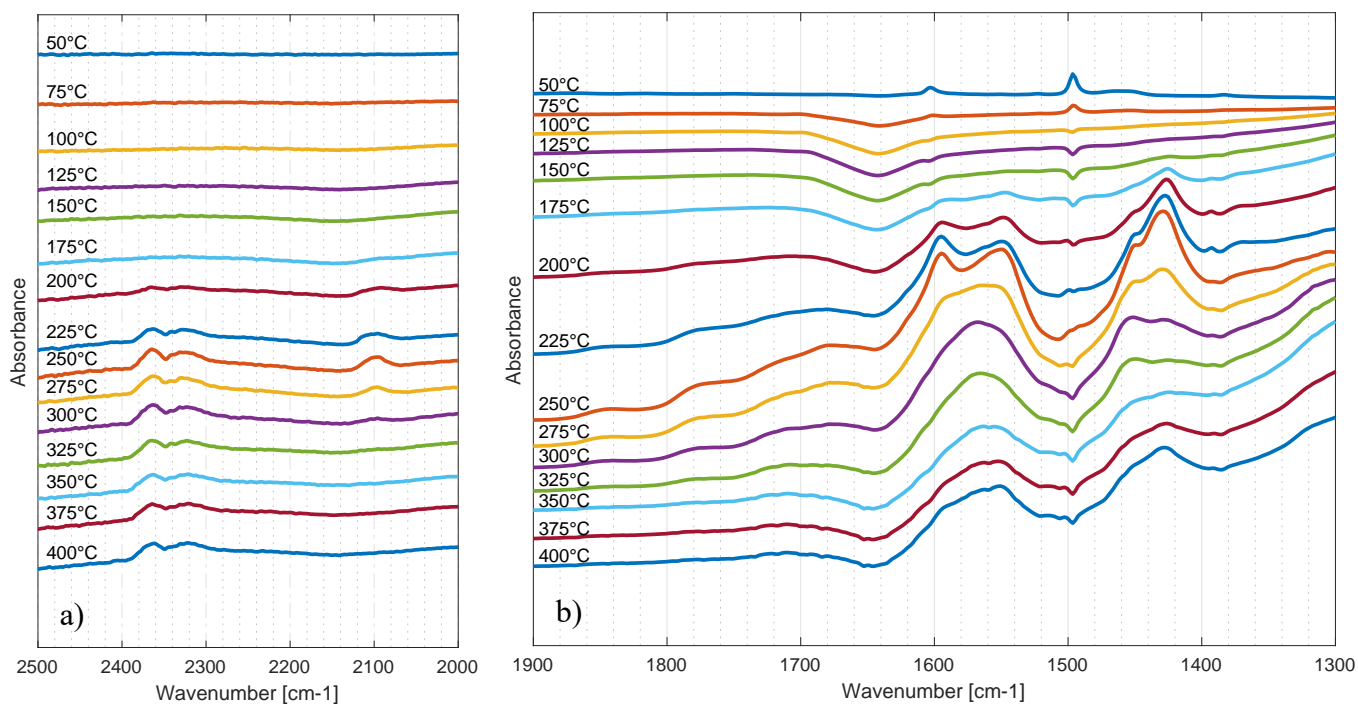 Absorbance
50°C
75°C
100°C
125°C
150°C
175°C
200°C
225°C
250°C
275°C
300°C
325°C
350°C
375°C
400°C
a)
2500 2400 2300 2200 2100 2000
Wavenumber [cm-1]
Absorbance
50°C
75°C
100°C
125°C
150°C
175°C
200°C
225°C
250°C
275°C
300°C
325°C
350°C
375°C
400°C
b)
1900 1800 1700 1600 1500 1400 1300
Wavenumber [cm-1]